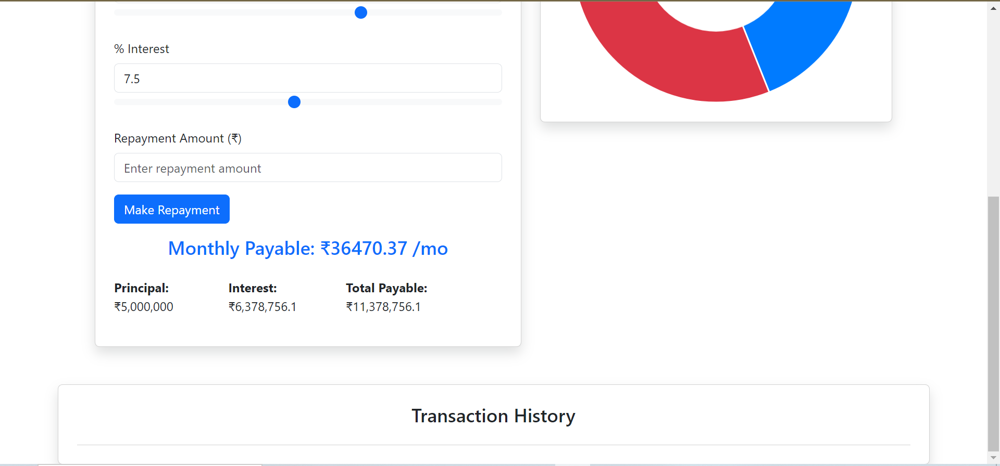 % Interest
7.5
Repayment Amount (₹)
Enter repayment amount
Make Repayment
Monthly Payable: ₹36470.37 /mo
Principal: Interest: Total Payable:
₹5,000,000 ₹6,378,756.1 ₹11,378,756.1
Transaction History